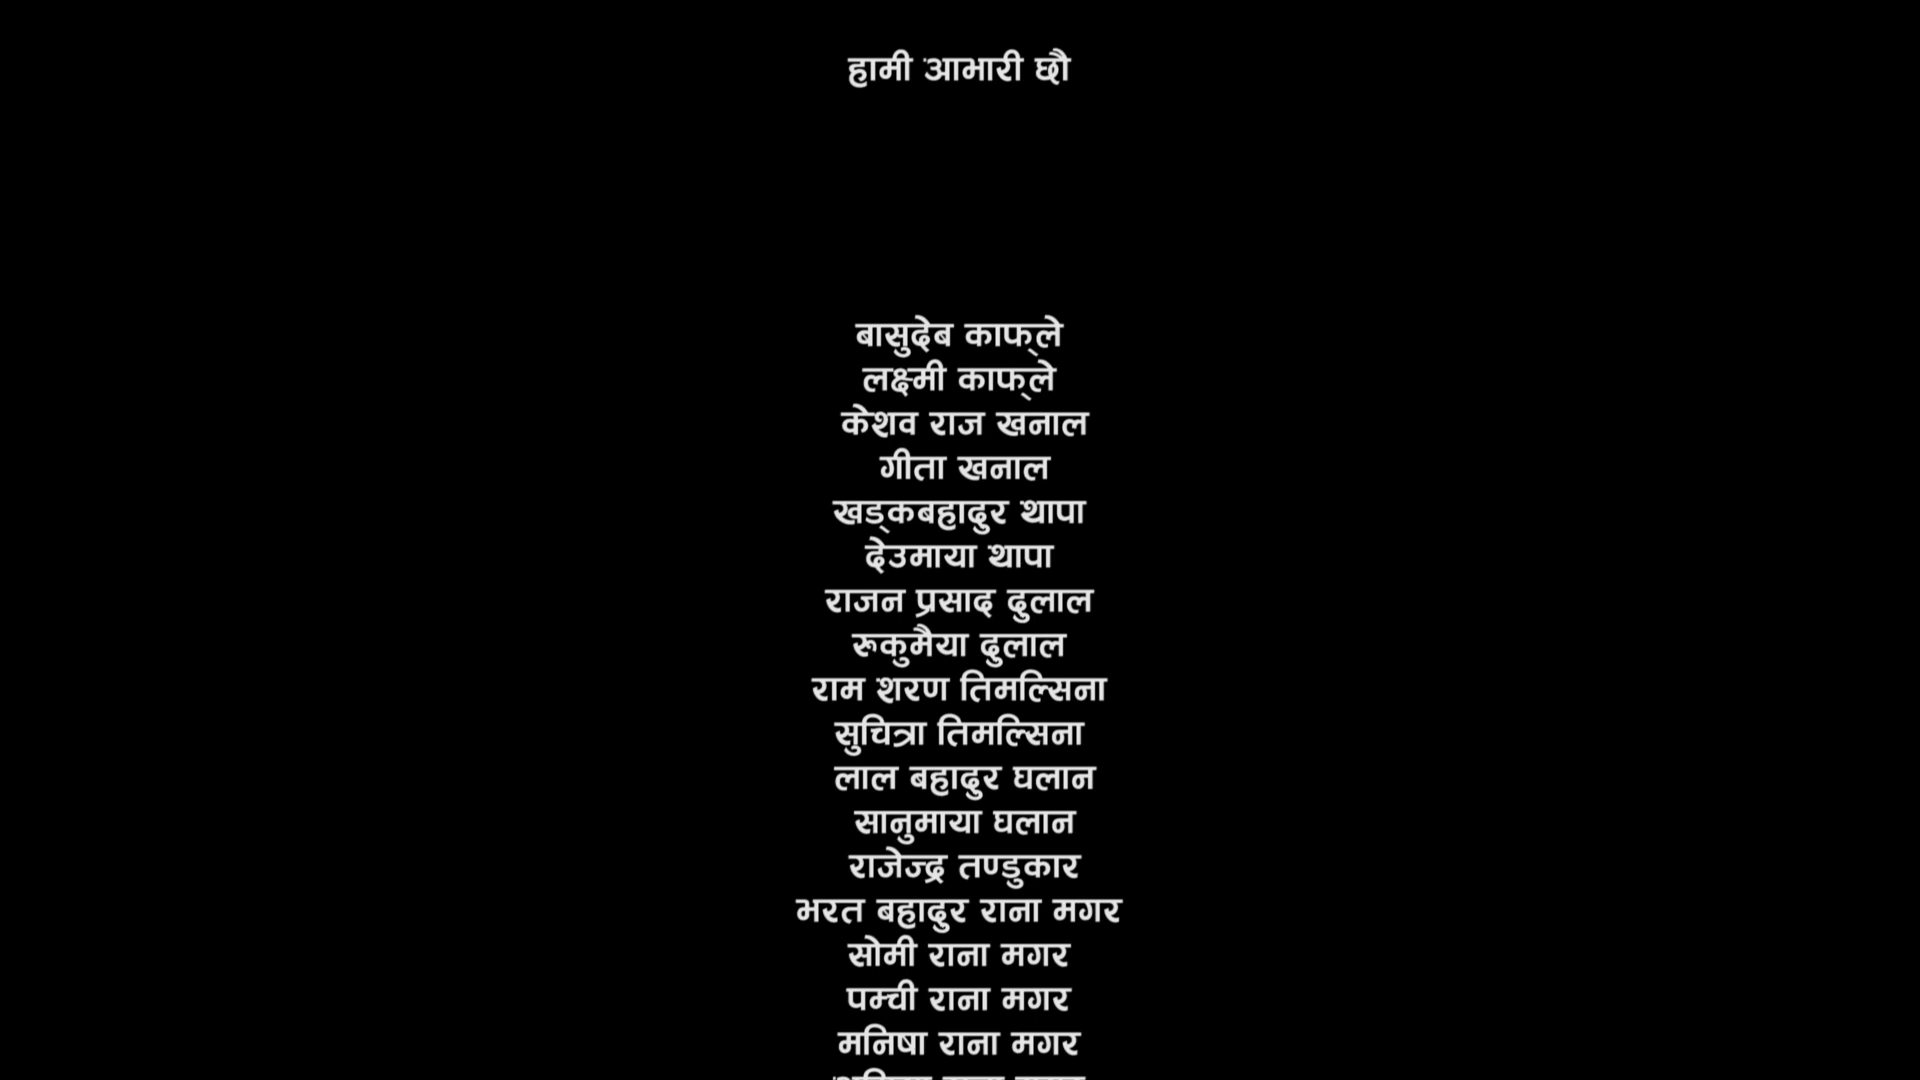 हामी आभारी छौ
बासुदेब काफ्ले
लक्ष्मी काफ्ले
केशव राज खनाल
गीता खनाल
खड्कबहादुर थापा
देउमाया थापा
राजन प्रसाद दुलाल
रूकुमैया दुलाल
राम शरण तिमल्सिना
सुचित्रा तिमल्सिना
लाल बहादुर घलान
सानुमाया घलान
राजेज्द्र तण्डुकार
भरत बहादुर राना मगर
सोमी राना मगर
पम्ची राना मगर
मनिषा राना मगर